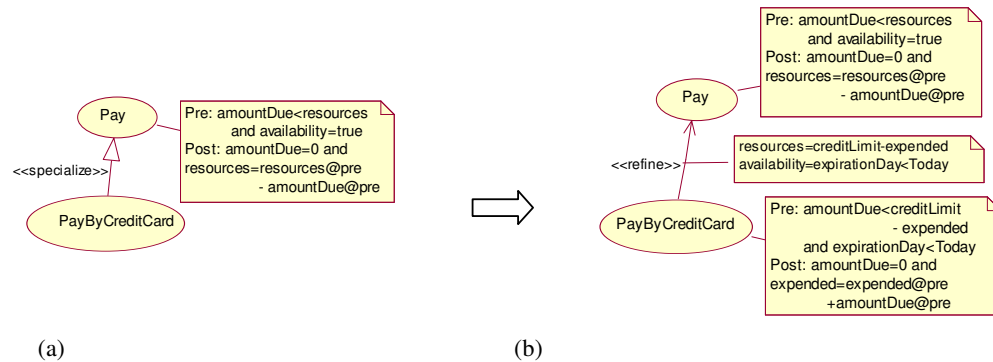 Pay
Pre: amountDue<resources
and availability=true
Post: amountDue=0 and
resources=resources@pre
- amountDue@pre
<<specialize>>
PayByCreditCard
(a)
Pre: amountDue<resources
and availability=true
Post: amountDue=0 and
resources=resources@pre
- amountDue@pre
Pay
<<refine>>
resources=creditLimit-expended
availability=expirationDay<Today
PayByCreditCard
Pre: amountDue<creditLimit
- expended
and expirationDay<Today
Post: amountDue=0 and
expended=expended@pre
+amountDue@pre
(b)